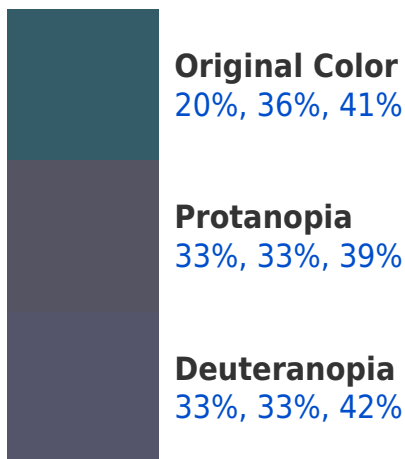 Original Color
20%, 36%, 41%
Protanopia
33%, 33%, 39%
Deuteranopia
33%, 33%, 42%